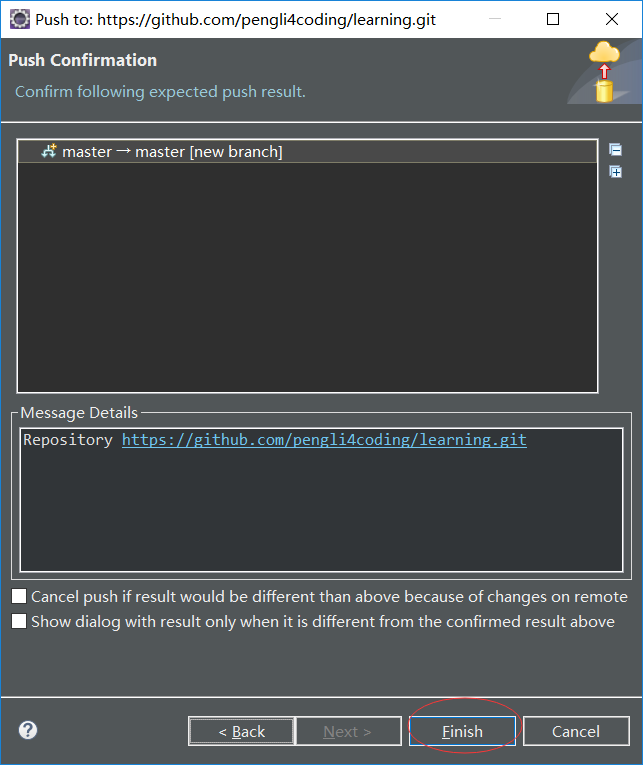 Push to: https://github.com/pengli4coding/learning.git
Push Confirmation
Confirm following expected push result.
master → master [new branch]
Message Details
Repository https://github.com/pengli4coding/learning.git
Cancel push if result would be different than above because of changes on remote
Show dialog with result only when it is different from the confirmed result above
< Back Next > Finish Cancel